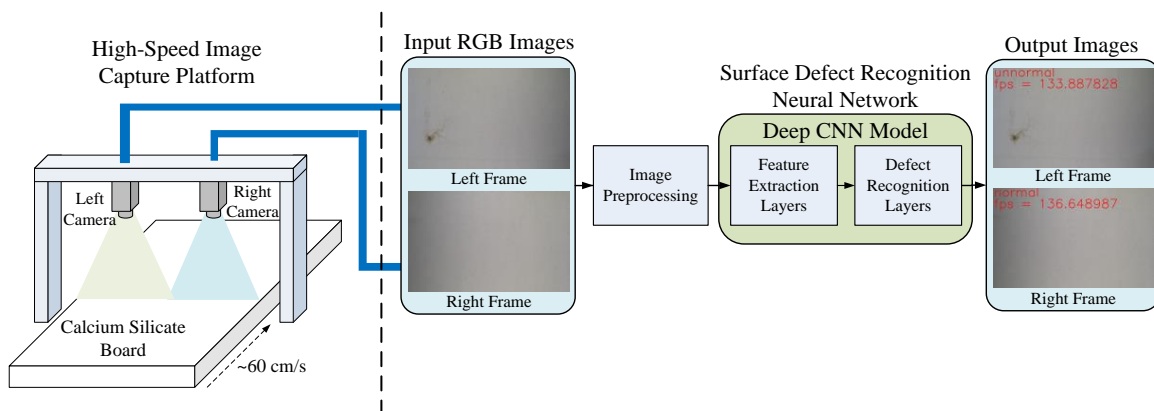 High-Speed Image
Capture Platform
Left
Camera
Right
Camera
Calcium Silicate
Board
~60 cm/s
Input RGB Images
Left Frame
Right Frame
Image
Preprocessing
Surface Defect Recognition
Neural Network
Deep CNN Model
Feature
Extraction
Layers
Defect
Recognition
Layers
Output Images
unnormal
fps = 133.887828
Left Frame
normal
fps = 136.648987
Right Frame